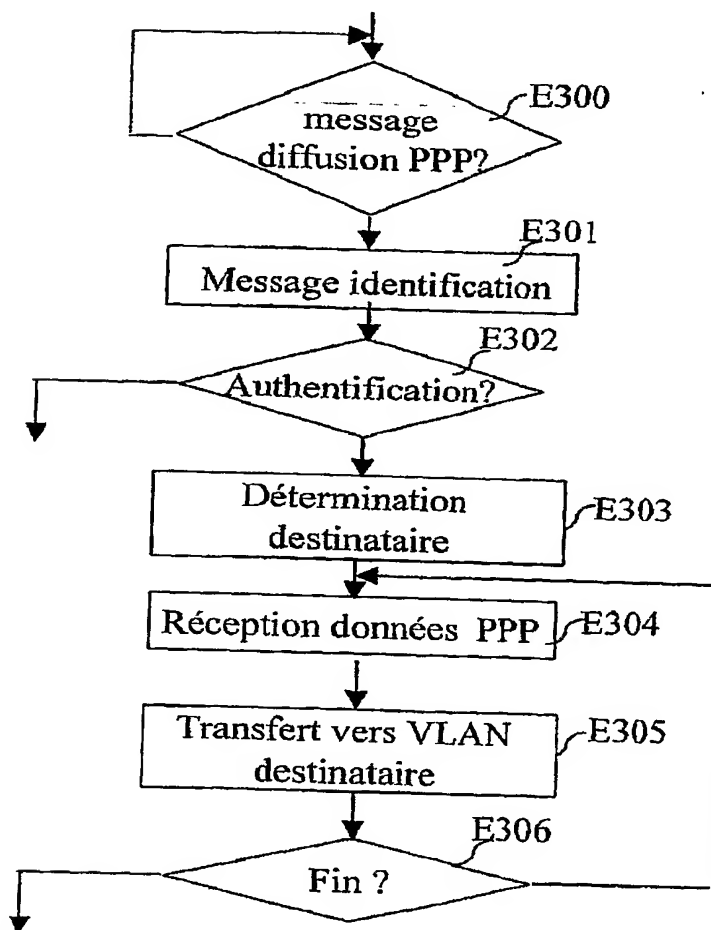 E300
message
diffusion PPP?
E301
Message identification
E302
Authentification?
Détermination
destinataire
E303
Réception données PPP
E304
Transfert vers VLAN
destinataire
E305
E306
Fin ?